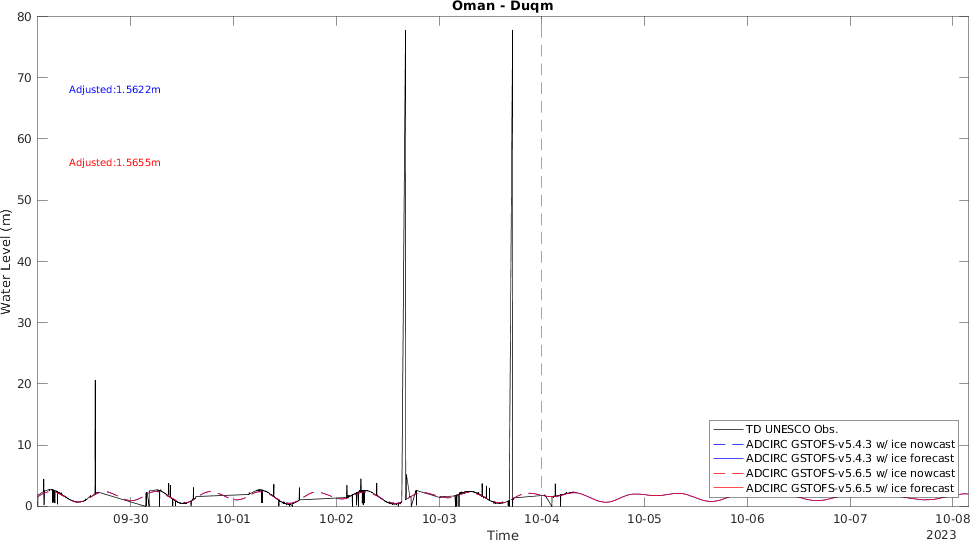 Oman - Duqm
80
70
60
50
40
30
20
10
0
Water Level (m)
Adjusted:1.5622m
Adjusted:1.5655m
TD UNESCO Obs.
ADCIRC GSTOFS-v5.4.3 w/ ice nowcast
ADCIRC GSTOFS-v5.4.3 w/ ice forecast
ADCIRC GSTOFS-v5.6.5 w/ ice nowcast
ADCIRC GSTOFS-v5.6.5 w/ ice forecast
09-30 10-01 10-02 10-03 10-04 10-05 10-06 10-07 10-08
Time
2023